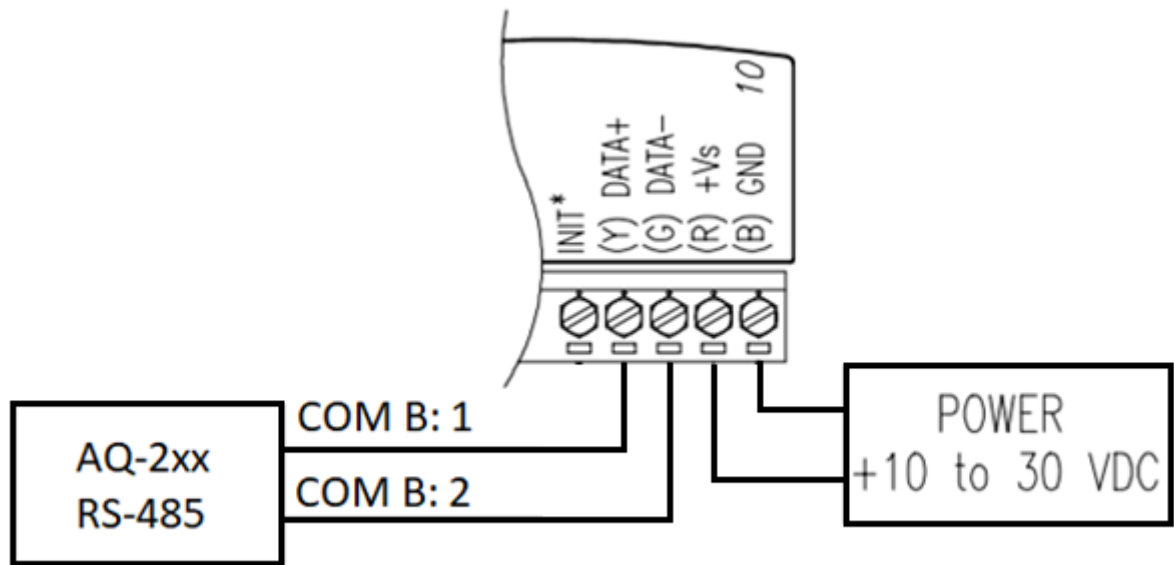 10
INIT*
(Y) DATA+
(G) DATA-
(R) +Vs
(B) GND
COM B: 1
COM B: 2
AQ-2xx
RS-485
POWER
+10 to 30 VDC